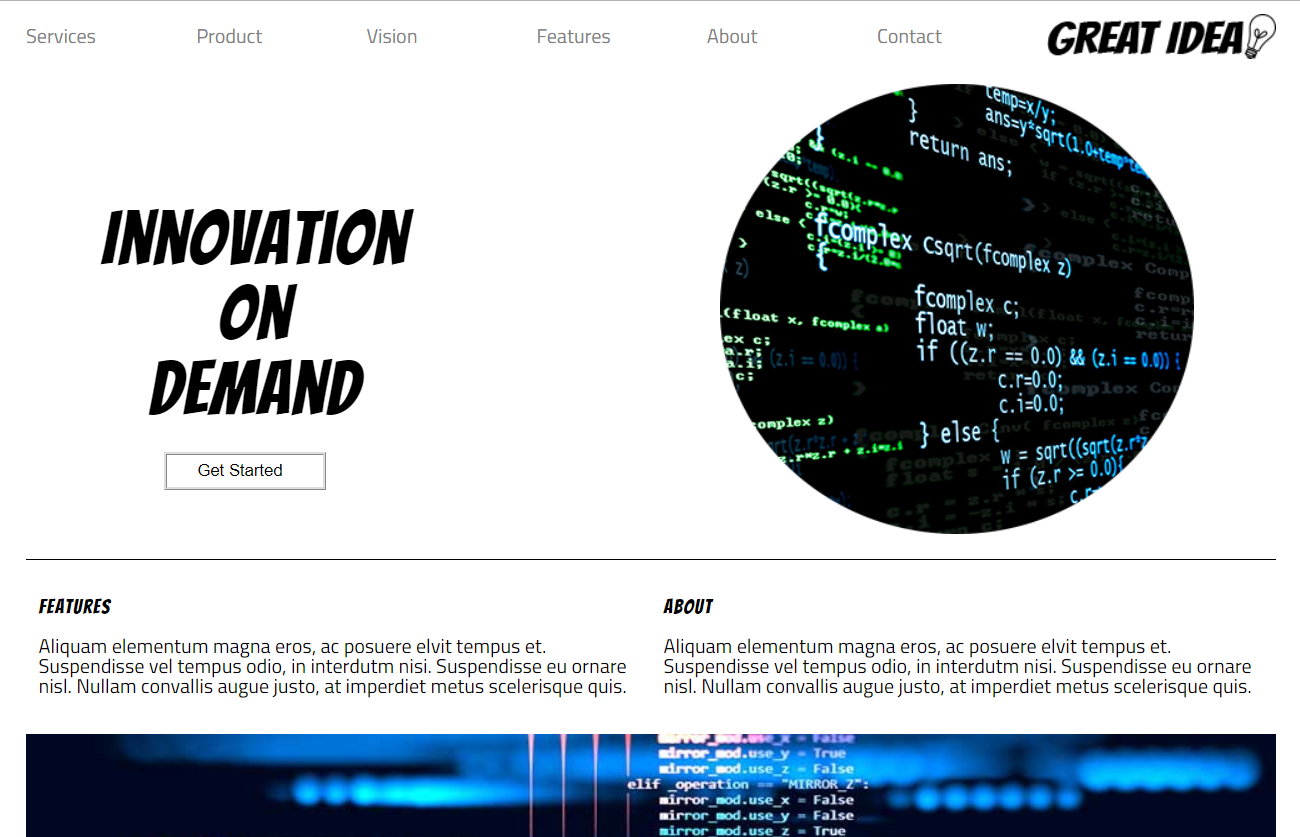 Services Product Vision Features About Contact GREAT IDEA
temp=x/y;
}
ans=y*sqrt(1.0+temp*te
return ans;
else {
fcomplex Csqrt(fcomplex z)
{
fcomplex c;
float w;
if ((z.r == 0.0) && (z.i == 0.0)) {
c.r=0.0;
c.i=0.0;
} else {
w = sqrt((sqrt(z.r*z
if (z.r >= 0.0){
c.r=
(float x, fcomplex a)
ex c;
a.r;
a.i;
c;
omplex z)
INNOVATION
ON
DEMAND
Get Started
FEATURES
Aliquam elementum magna eros, ac posuere elvit tempus et.
Suspendisse vel tempus odio, in interdutm nisi. Suspendisse eu ornare
nisl. Nullam convallis augue justo, at imperdiet metus scelerisque quis.
ABOUT
Aliquam elementum magna eros, ac posuere elvit tempus et.
Suspendisse vel tempus odio, in interdutm nisi. Suspendisse eu ornare
nisl. Nullam convallis augue justo, at imperdiet metus scelerisque quis.
mirror_mod.use_x = False
mirror_mod.use_y = True
mirror_mod.use_z = False
elif _operation == "MIRROR_Z":
mirror_mod.use_x = False
mirror_mod.use_y = False
mirror_mod.use_z = True